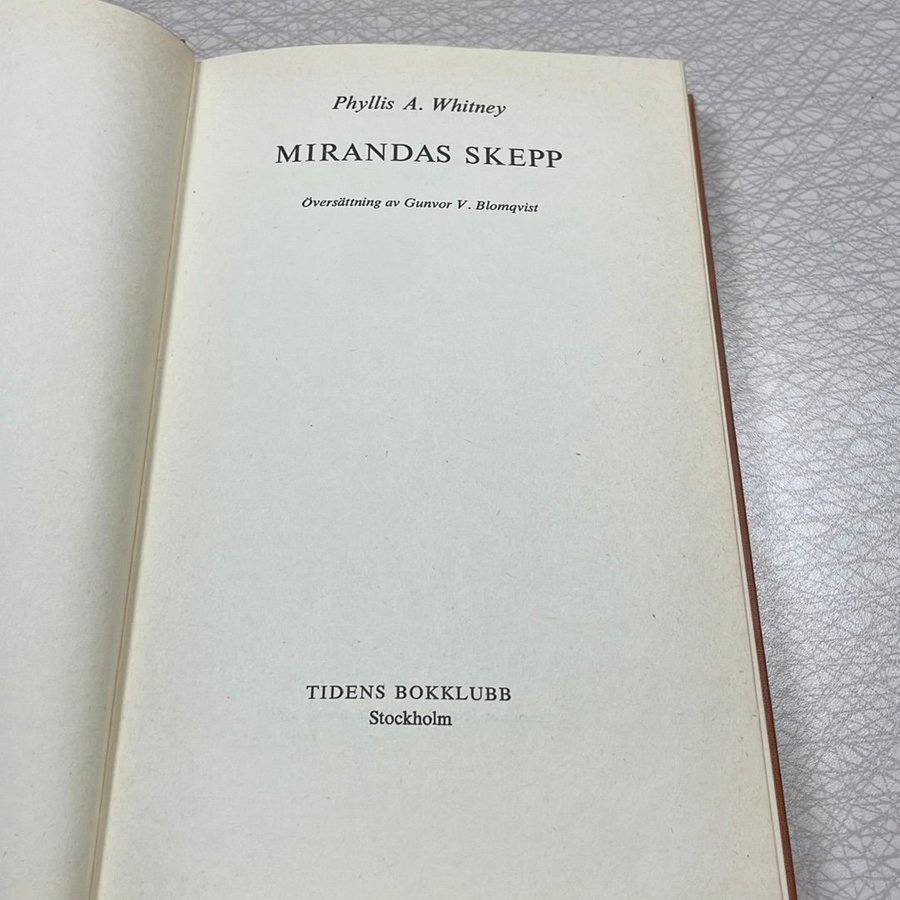 Phyllis A. Whitney
MIRANDAS SKEPP
Översättning av Gunvor V. Blomqvist
TIDENS BOKKLUBB
Stockholm